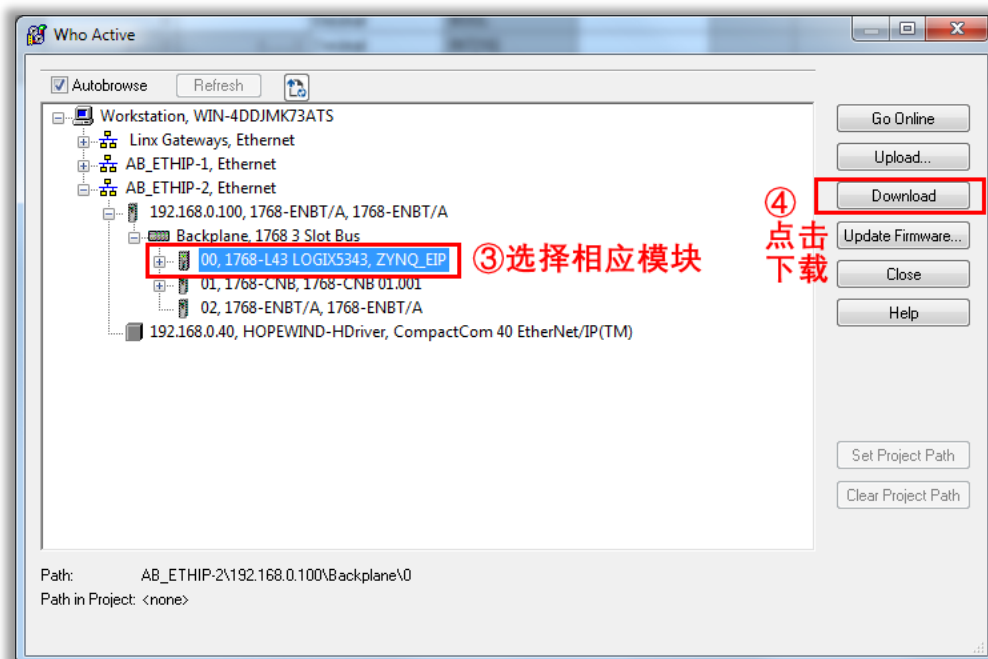 Who Active
Autobrowse
Refresh
Workstation, WIN-4DDJMK73ATS
Linx Gateways, Ethernet
AB_ETHIP-1, Ethernet
AB_ETHIP-2, Ethernet
192.168.0.100, 1768-ENBT/A, 1768-ENBT/A
Backplane, 1768 3 Slot Bus
00, 1768-L43 LOGIX5343, ZYNQ_EIP
③选择相应模块
01, 1768-CNB, 1768-CNB 01.001
02, 1768-ENBT/A, 1768-ENBT/A
192.168.0.40, HOPEWIND-HDriver, CompactCom 40 EtherNet/IP(TM)
Go Online
Upload...
④
点击
下载
Download
Update Firmware...
Close
Help
Set Project Path
Clear Project Path
Path: AB_ETHIP-2\192.168.0.100\Backplane\0
Path in Project: <none>